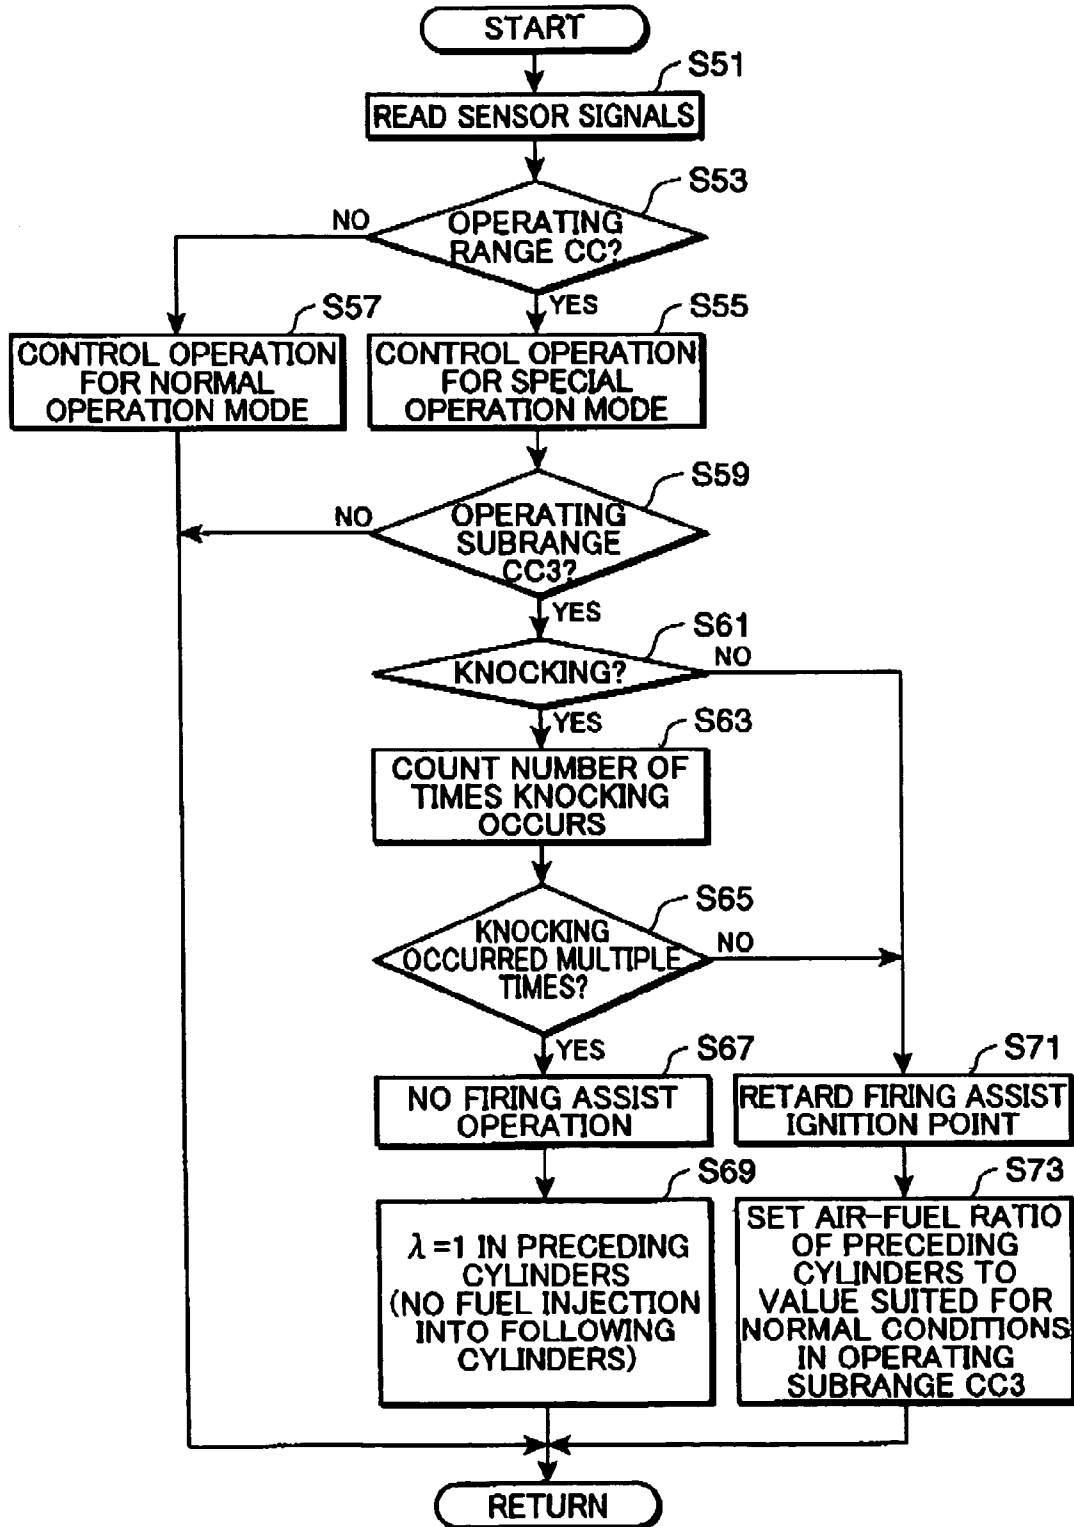 START
S51
READ SENSOR SIGNALS
S53
OPERATING
RANGE CC?
NO
YES
S57
CONTROL OPERATION
FOR NORMAL
OPERATION MODE
S55
CONTROL OPERATION
FOR SPECIAL
OPERATION MODE
S59
OPERATING
SUBRANGE
CC3?
NO
YES
S61
KNOCKING?
NO
YES
S63
COUNT NUMBER OF
TIMES KNOCKING
OCCURS
S65
KNOCKING
OCCURRED MULTIPLE
TIMES?
NO
YES
S67
NO FIRING ASSIST
OPERATION
S71
RETARD FIRING ASSIST
IGNITION POINT
S69
λ=1 IN PRECEDING
CYLINDERS
(NO FUEL INJECTION
INTO FOLLOWING
CYLINDERS)
S73
SET AIR-FUEL RATIO
OF PRECEDING
CYLINDERS TO
VALUE SUITED FOR
NORMAL CONDITIONS
IN OPERATING
SUBRANGE CC3
RETURN